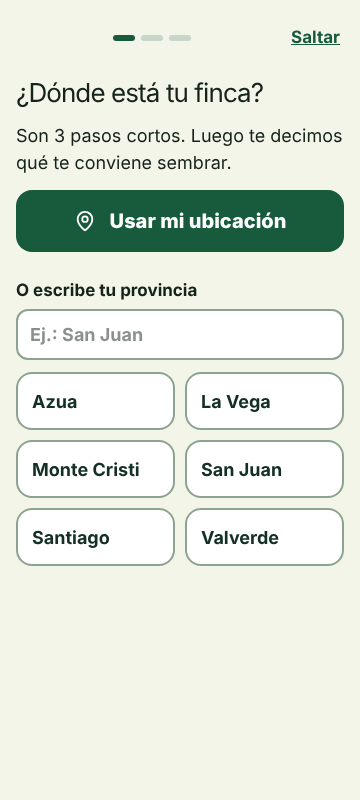 Saltar
¿Dónde está tu finca?
Son 3 pasos cortos. Luego te decimos
qué te conviene sembrar.
Usar mi ubicación
O escribe tu provincia
Ej.: San Juan
Azua
La Vega
Monte Cristi
San Juan
Santiago
Valverde